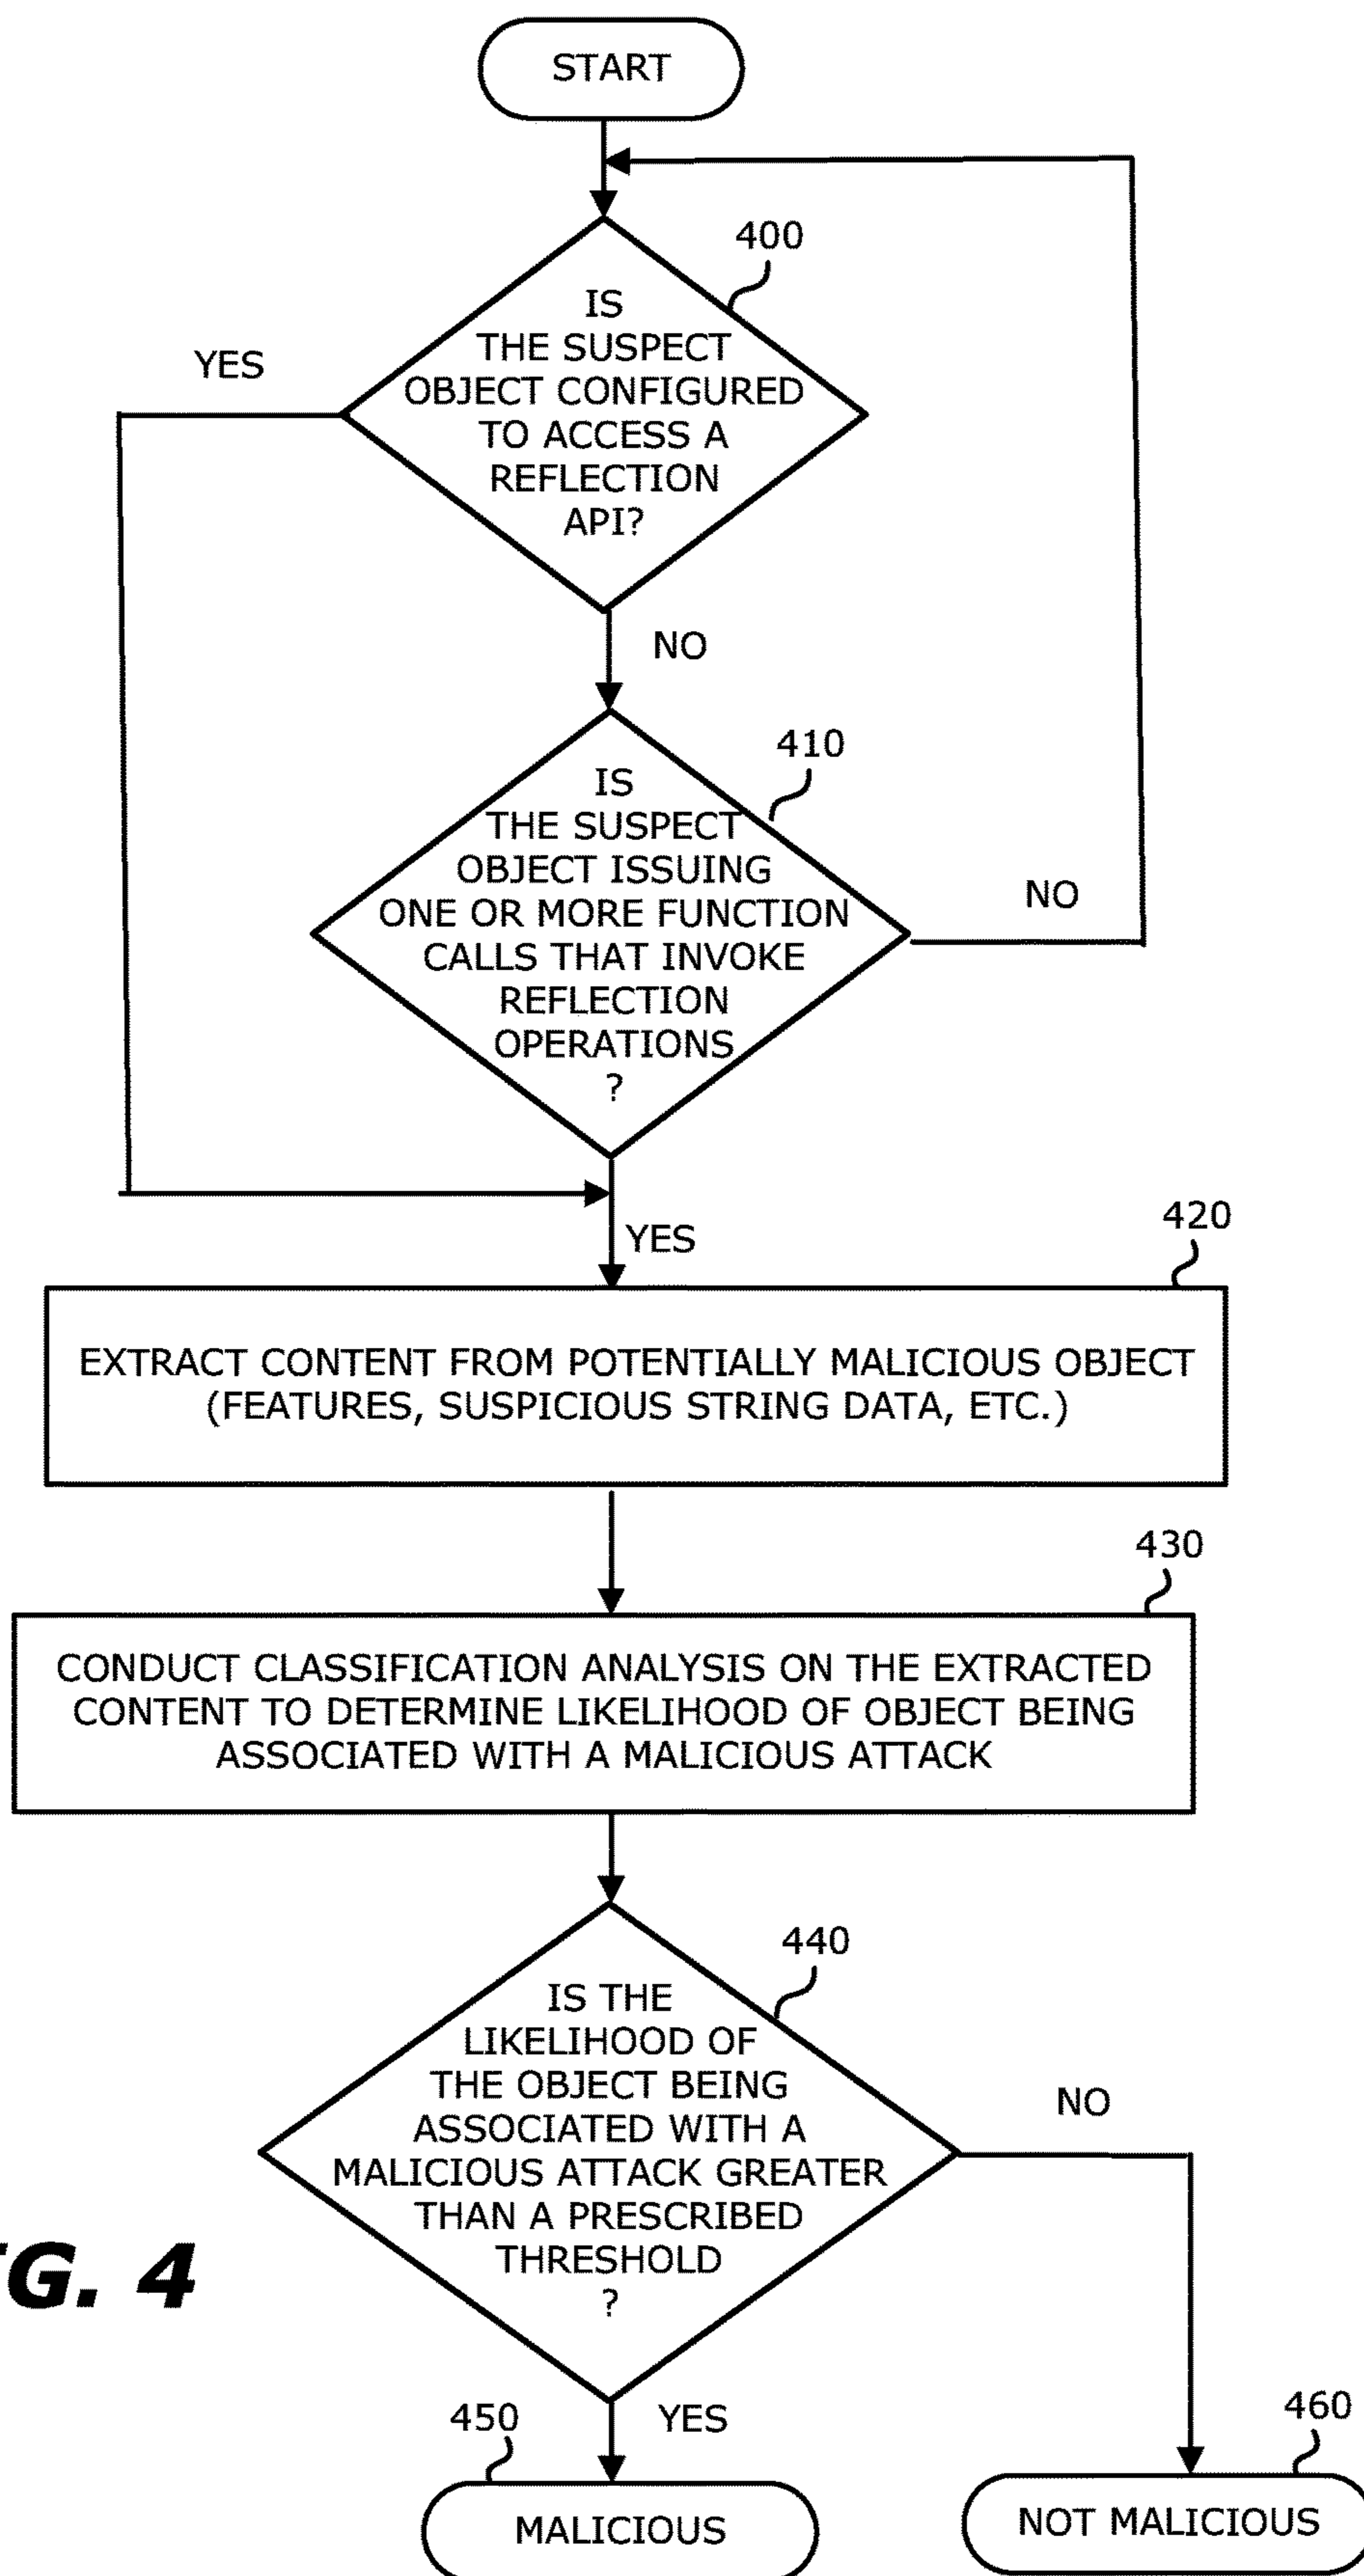 START
400
IS
THE SUSPECT
OBJECT CONFIGURED
TO ACCESS A
REFLECTION
API?
YES
NO
410
IS
THE SUSPECT
OBJECT ISSUING
ONE OR MORE FUNCTION
CALLS THAT INVOKE
REFLECTION
OPERATIONS
?
NO
YES
420
EXTRACT CONTENT FROM POTENTIALLY MALICIOUS OBJECT
(FEATURES, SUSPICIOUS STRING DATA, ETC.)
430
CONDUCT CLASSIFICATION ANALYSIS ON THE EXTRACTED
CONTENT TO DETERMINE LIKELIHOOD OF OBJECT BEING
ASSOCIATED WITH A MALICIOUS ATTACK
440
IS THE
LIKELIHOOD OF
THE OBJECT BEING
ASSOCIATED WITH A
MALICIOUS ATTACK GREATER
THAN A PRESCRIBED
THRESHOLD
?
NO
G. 4
YES
450
MALICIOUS
460
NOT MALICIOUS